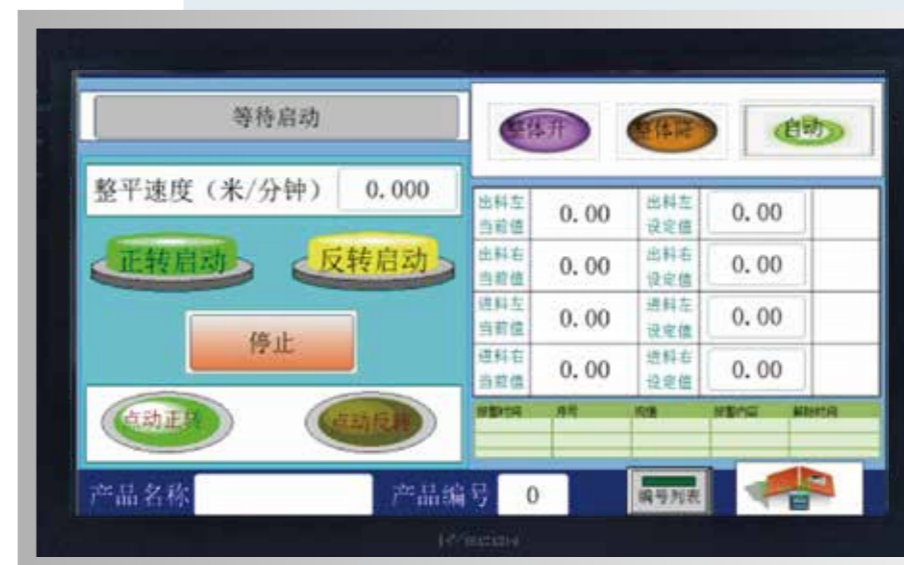 等待启动
整体升
整体降
自动
整平速度（米/分钟） 0.000
正转启动
反转启动
停止
点动正转
点动反转
出料左
当前值
0.00
出料左
设定值
0.00
出料右
当前值
0.00
出料右
设定值
0.00
进料左
当前值
0.00
进料左
设定值
0.00
进料右
当前值
0.00
进料右
设定值
0.00
序号
产品名称
产品编号 0
编号列表